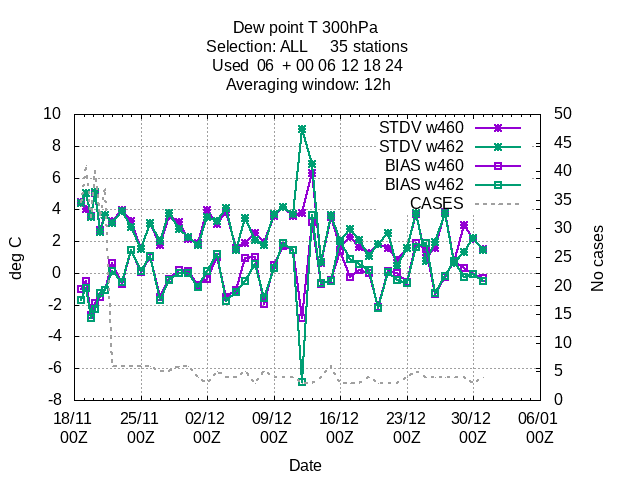 Dew point T 300hPa
Selection: ALL     35 stations
Used  06  + 00 06 12 18 24
Averaging window: 12h
10
8
6
4
2
0
-2
-4
-6
-8
deg C
STDV w460
STDV w462
BIAS w460
BIAS w462
CASES
50
45
40
35
30
25
20
15
10
5
0
No cases
18/11 25/11 02/12 09/12 16/12 23/12 30/12 06/01
00Z 00Z 00Z 00Z 00Z 00Z 00Z 00Z
Date